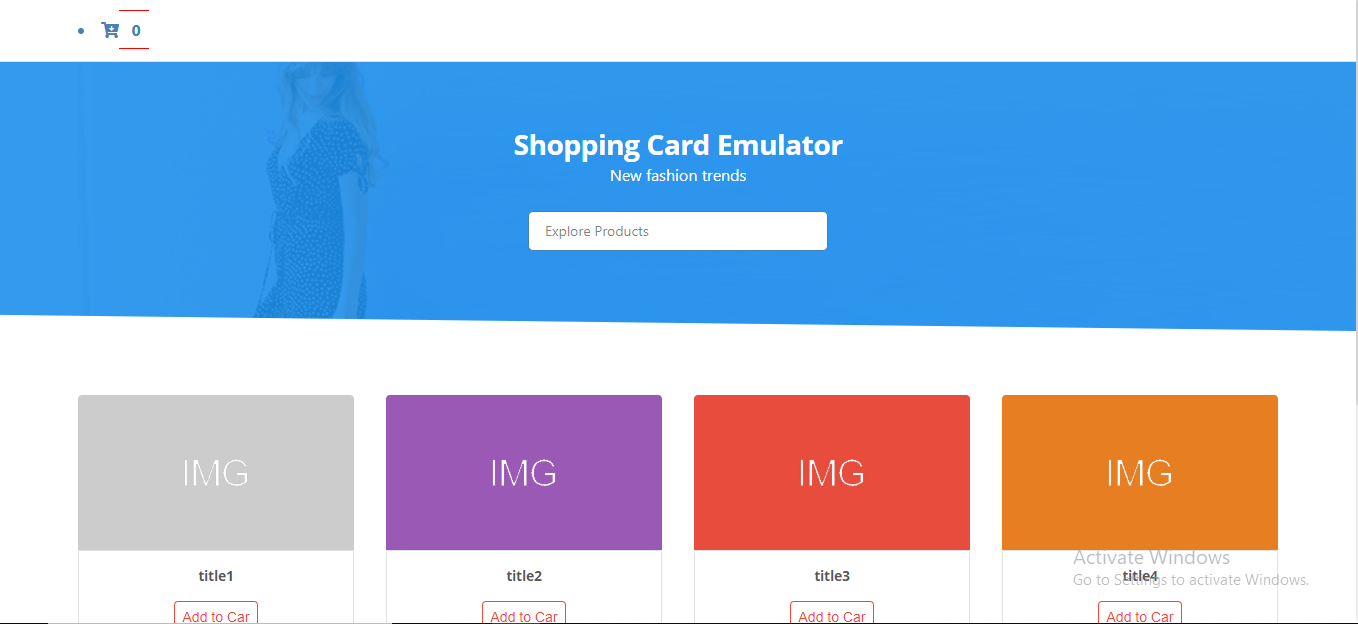 0
Shopping Card Emulator
New fashion trends
Explore Products
IMG IMG IMG IMG
Activate Windows
title1 title2 title3 title4
Go to Settings to activate Windows.
Add to Car Add to Car Add to Car Add to Car